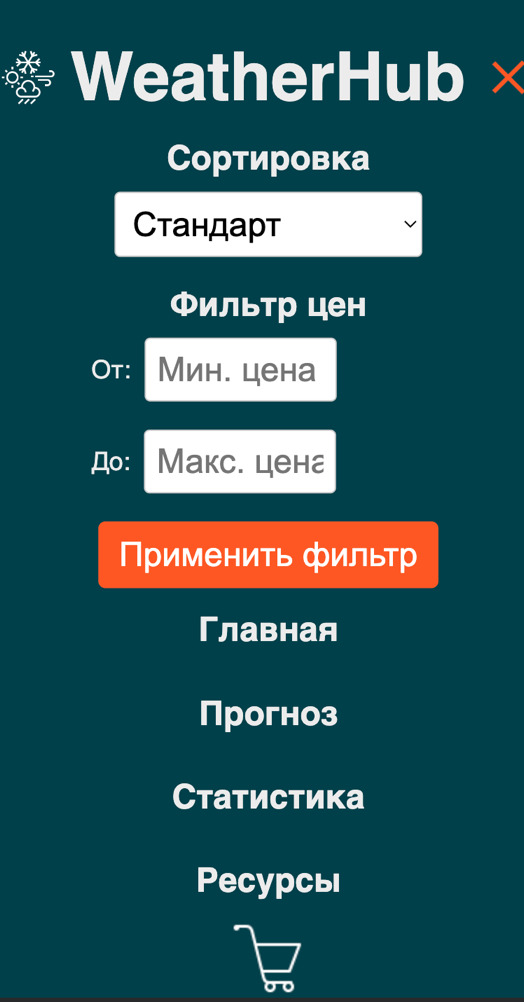 WeatherHub
Сортировка
Стандарт
Фильтр цен
От: Мин. цена
До: Макс. цена
Применить фильтр
Главная
Прогноз
Статистика
Ресурсы